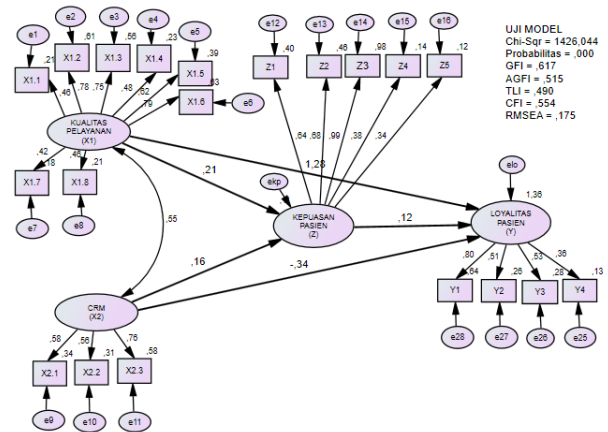 UJI MODEL
Chi-Sqr = 1426,044
Probabilitas = ,000
GFI = ,617
AGFI = ,515
TLI = ,490
CFI = ,554
RMSEA = ,175
e1
e2
e3
e4
e5
e6
,21
,61
,56
,23
,39
,63
X1.1
X1.2
X1.3
X1.4
X1.5
X1.6
,46
,78
,75
,48
,62
,79
KUALITAS
PELAYANAN
(X1)
,42
,18
,46
,21
X1.7
X1.8
e7
e8
e12
e13
e14
e15
e16
,40
,46
,98
,14
,12
Z1
Z2
Z3
Z4
Z5
,64
,68
,99
,38
,34
,21
1,28
ekp
,28
KEPUASAN
PASIEN
(Z)
,12
elo
1,36
LOYALITAS
PASIEN
(Y)
,55
,16
-,34
,80
,51
,53
,36
,64
,26
,28
,13
Y1
Y2
Y3
Y4
e28
e27
e26
e25
CRM
(X2)
,58
,56
,76
,34
,31
,58
X2.1
X2.2
X2.3
e9
e10
e11